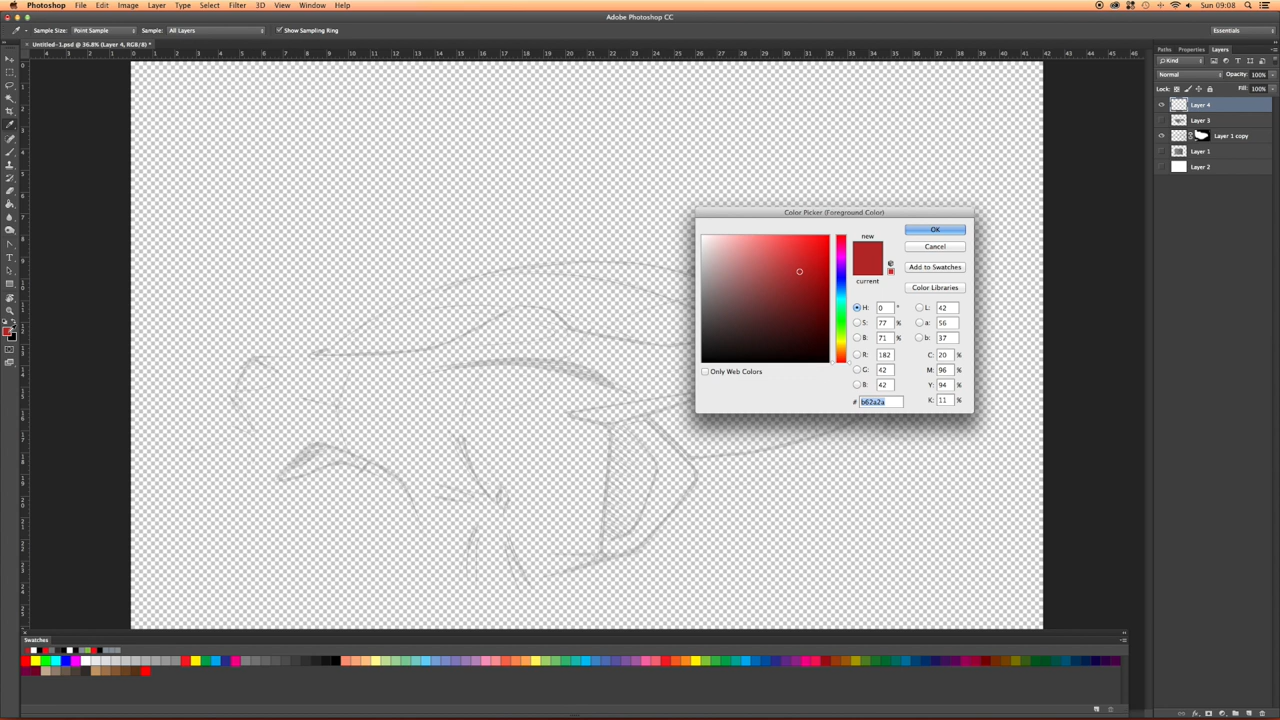 Photoshop File Edit Image Layer Type Select Filter 3D View Window Help Sun 09:08
Adobe Photoshop CC
Sample Size: Point Sample Sample: All Layers Show Sampling Ring Essentials
Untitled-1.psd @ 36.8% (Layer 4, RGB/8) *
Paths Properties Layers
Kind
Normal Opacity: 100%
Lock: Fill: 100%
Layer 4
Layer 3
Layer 1 copy
Layer 1
Layer 2
Color Picker (Foreground Color)
new
current
OK
Cancel
Add to Swatches
Color Libraries
H: 0 °
S: 77 %
B: 71 %
R: 182
G: 42
B: 42
# b62a2a
L: 42
a: 56
b: 37
C: 20 %
M: 96 %
Y: 94 %
K: 11 %
Only Web Colors
Swatches